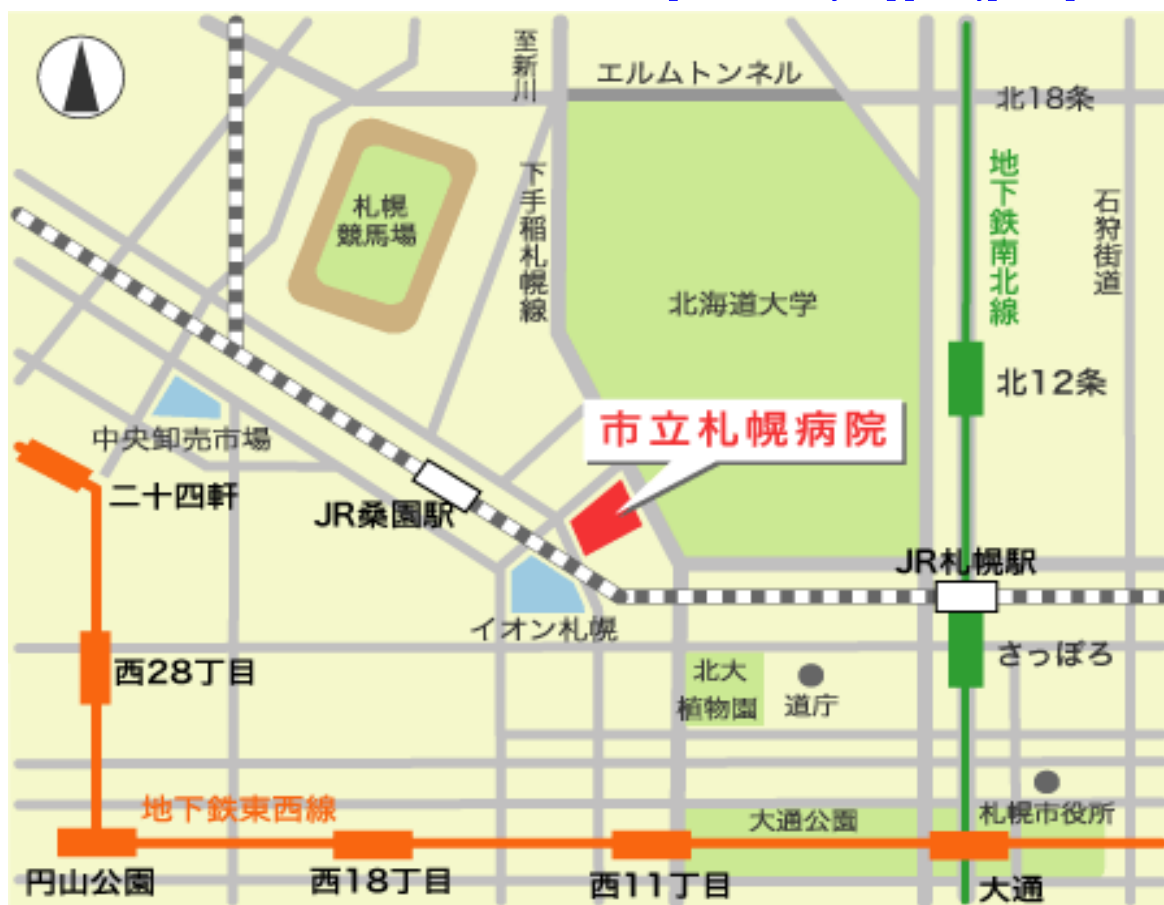 至新川
エルムトンネル
北18条
地下鉄南北線
下手稲札幌線
石狩街道
札幌
競馬場
北海道大学
北12条
市立札幌病院
中央卸売市場
二十四軒
JR桑園駅
JR札幌駅
イオン札幌
さっぽろ
西28丁目
北大
植物園
道庁
地下鉄東西線
大通公園
札幌市役所
円山公園
西18丁目
西11丁目
大通